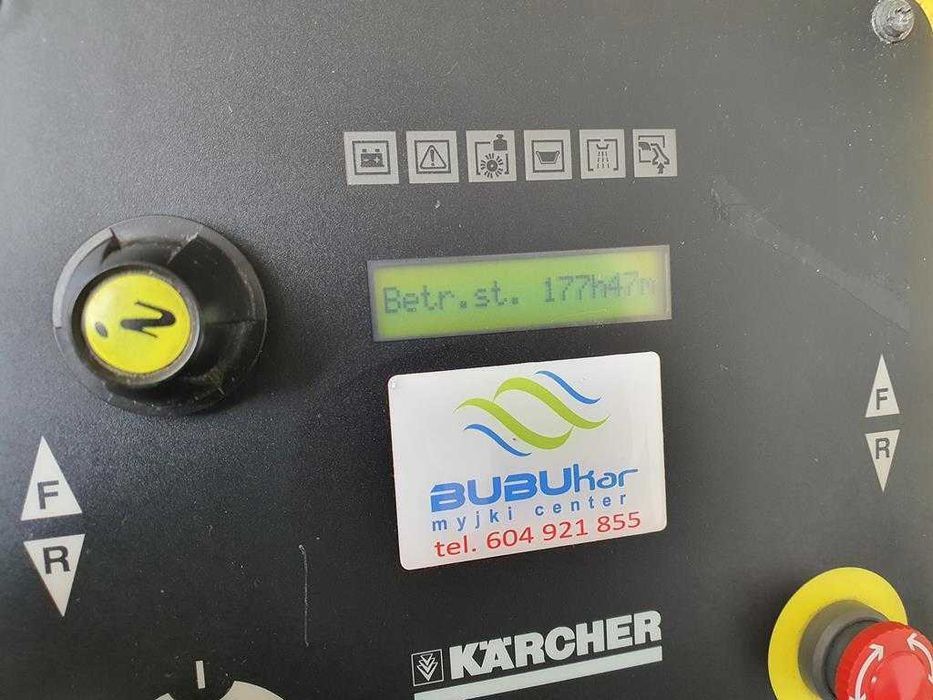 Betr.st. 177h47m
F
R
F
R
BUBUkar
myjki center
tel. 604 921 855
KÄRCHER